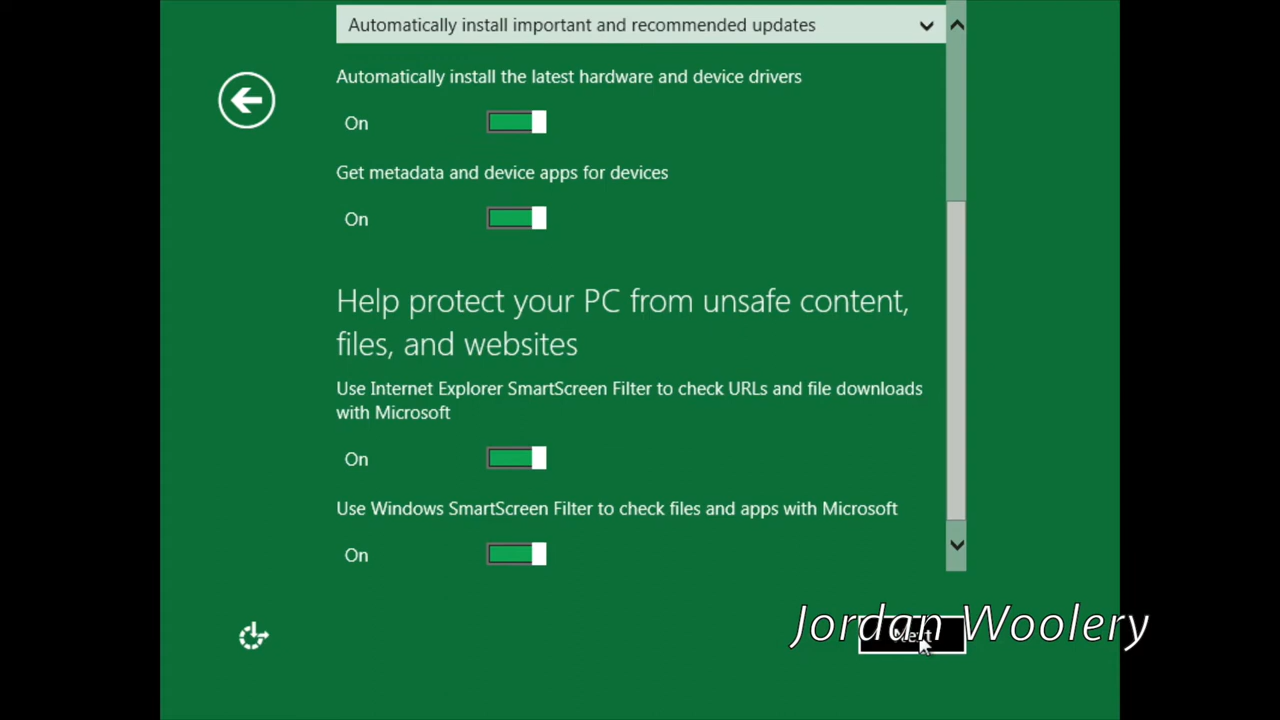 Automatically install important and recommended updates
Automatically install the latest hardware and device drivers
On
Get metadata and device apps for devices
On
Help protect your PC from unsafe content,
files, and websites
Use Internet Explorer SmartScreen Filter to check URLs and file downloads
with Microsoft
On
Use Windows SmartScreen Filter to check files and apps with Microsoft
On
Next
Jordan Woolery